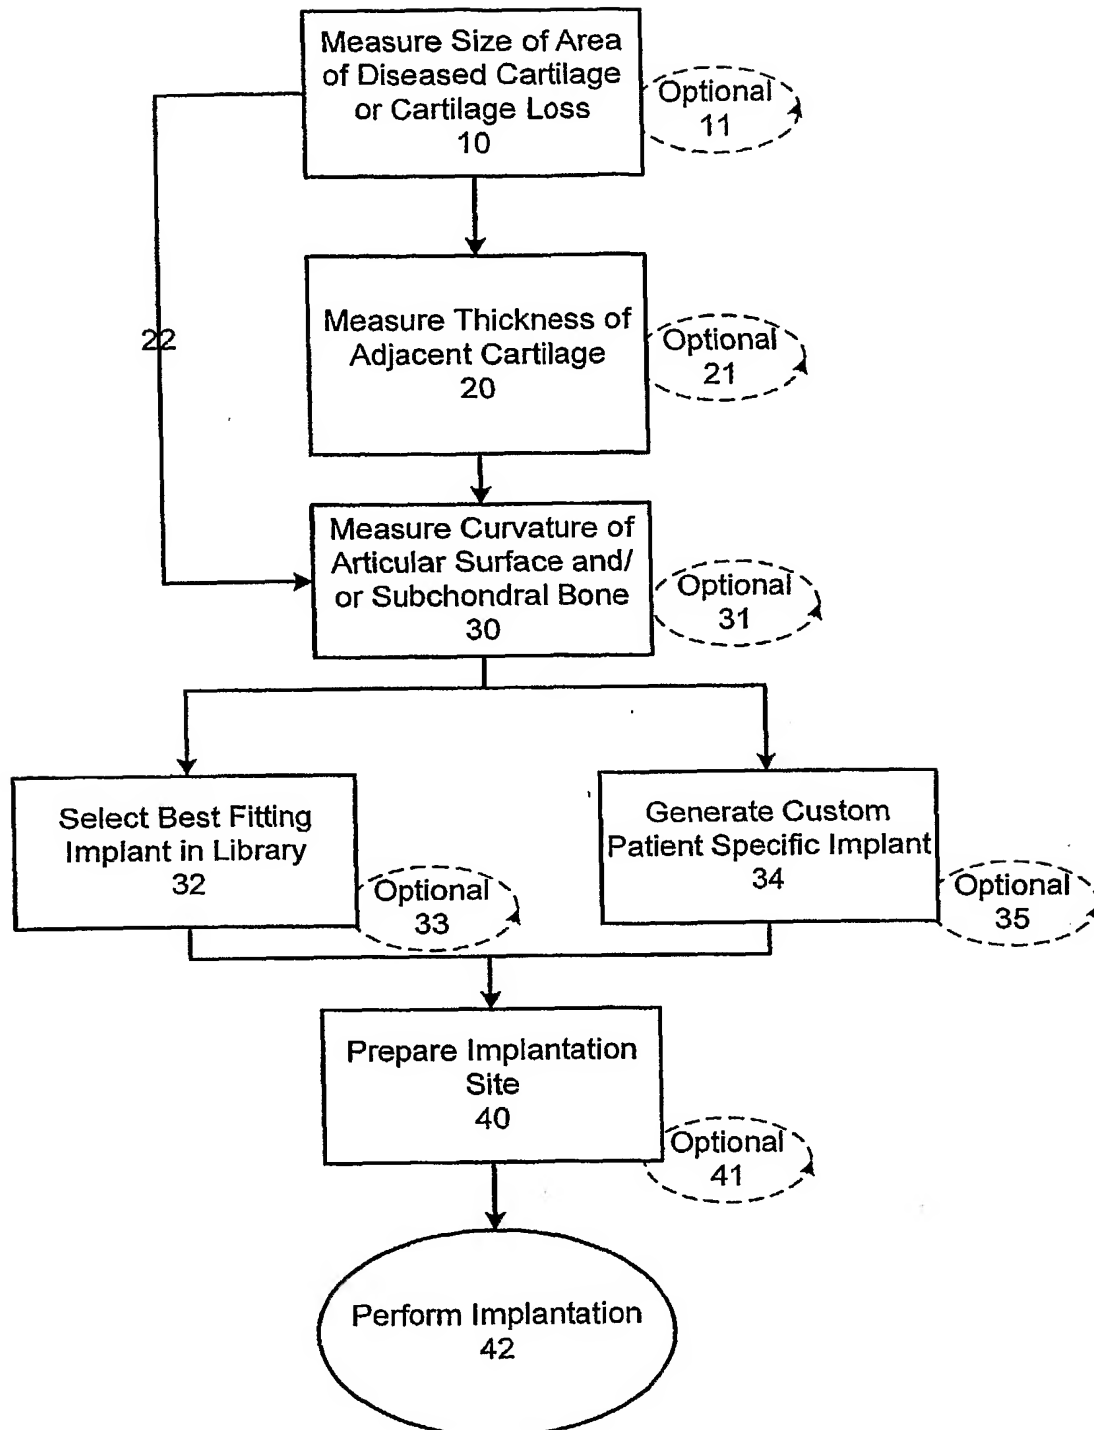 Measure Size of Area
of Diseased Cartilage
or Cartilage Loss
10
Optional
11
22
Measure Thickness of
Adjacent Cartilage
20
Optional
21
Measure Curvature of
Articular Surface and/
or Subchondral Bone
30
Optional
31
Select Best Fitting
Implant in Library
32
Optional
33
Generate Custom
Patient Specific Implant
34
Optional
35
Prepare Implantation
Site
40
Optional
41
Perform Implantation
42